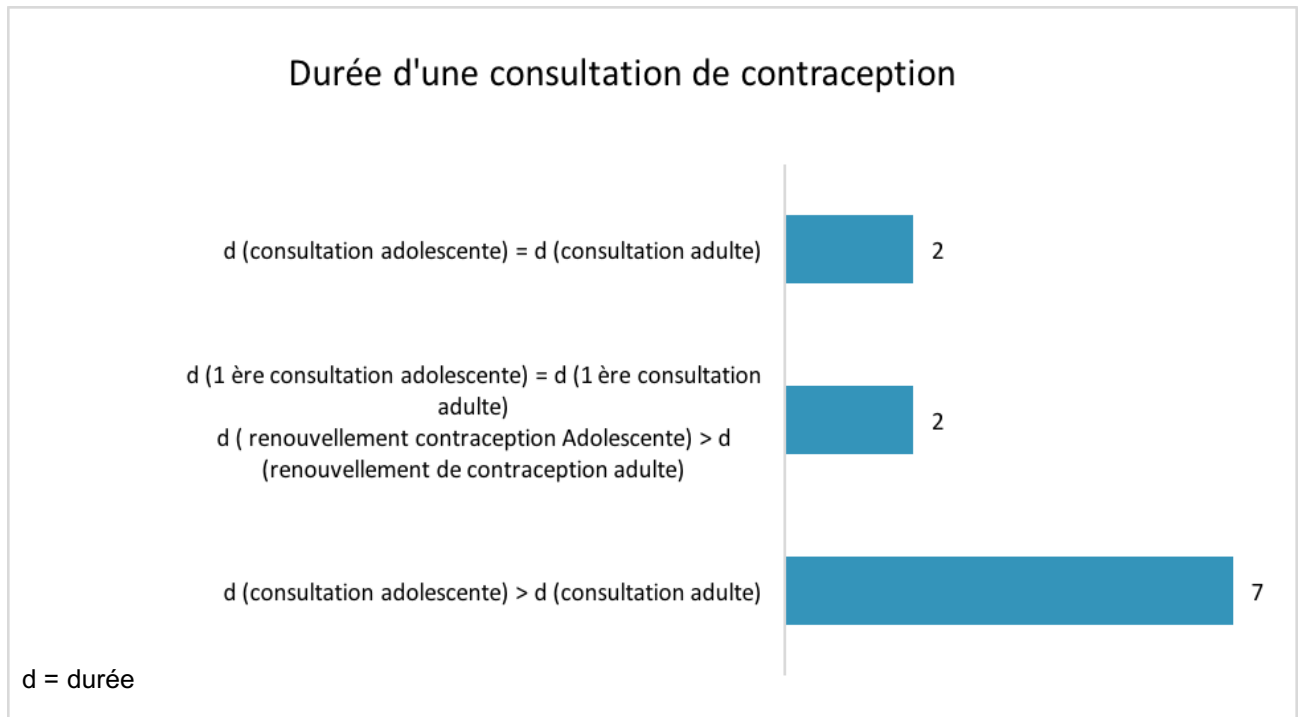 Durée d'une consultation de contraception
d (consultation adolescente) = d (consultation adulte)
2
d (1 ère consultation adolescente) = d (1 ère consultation
adulte)
d ( renouvellement contraception Adolescente) > d
(renouvellement de contraception adulte)
2
d (consultation adolescente) > d (consultation adulte)
7
d = durée